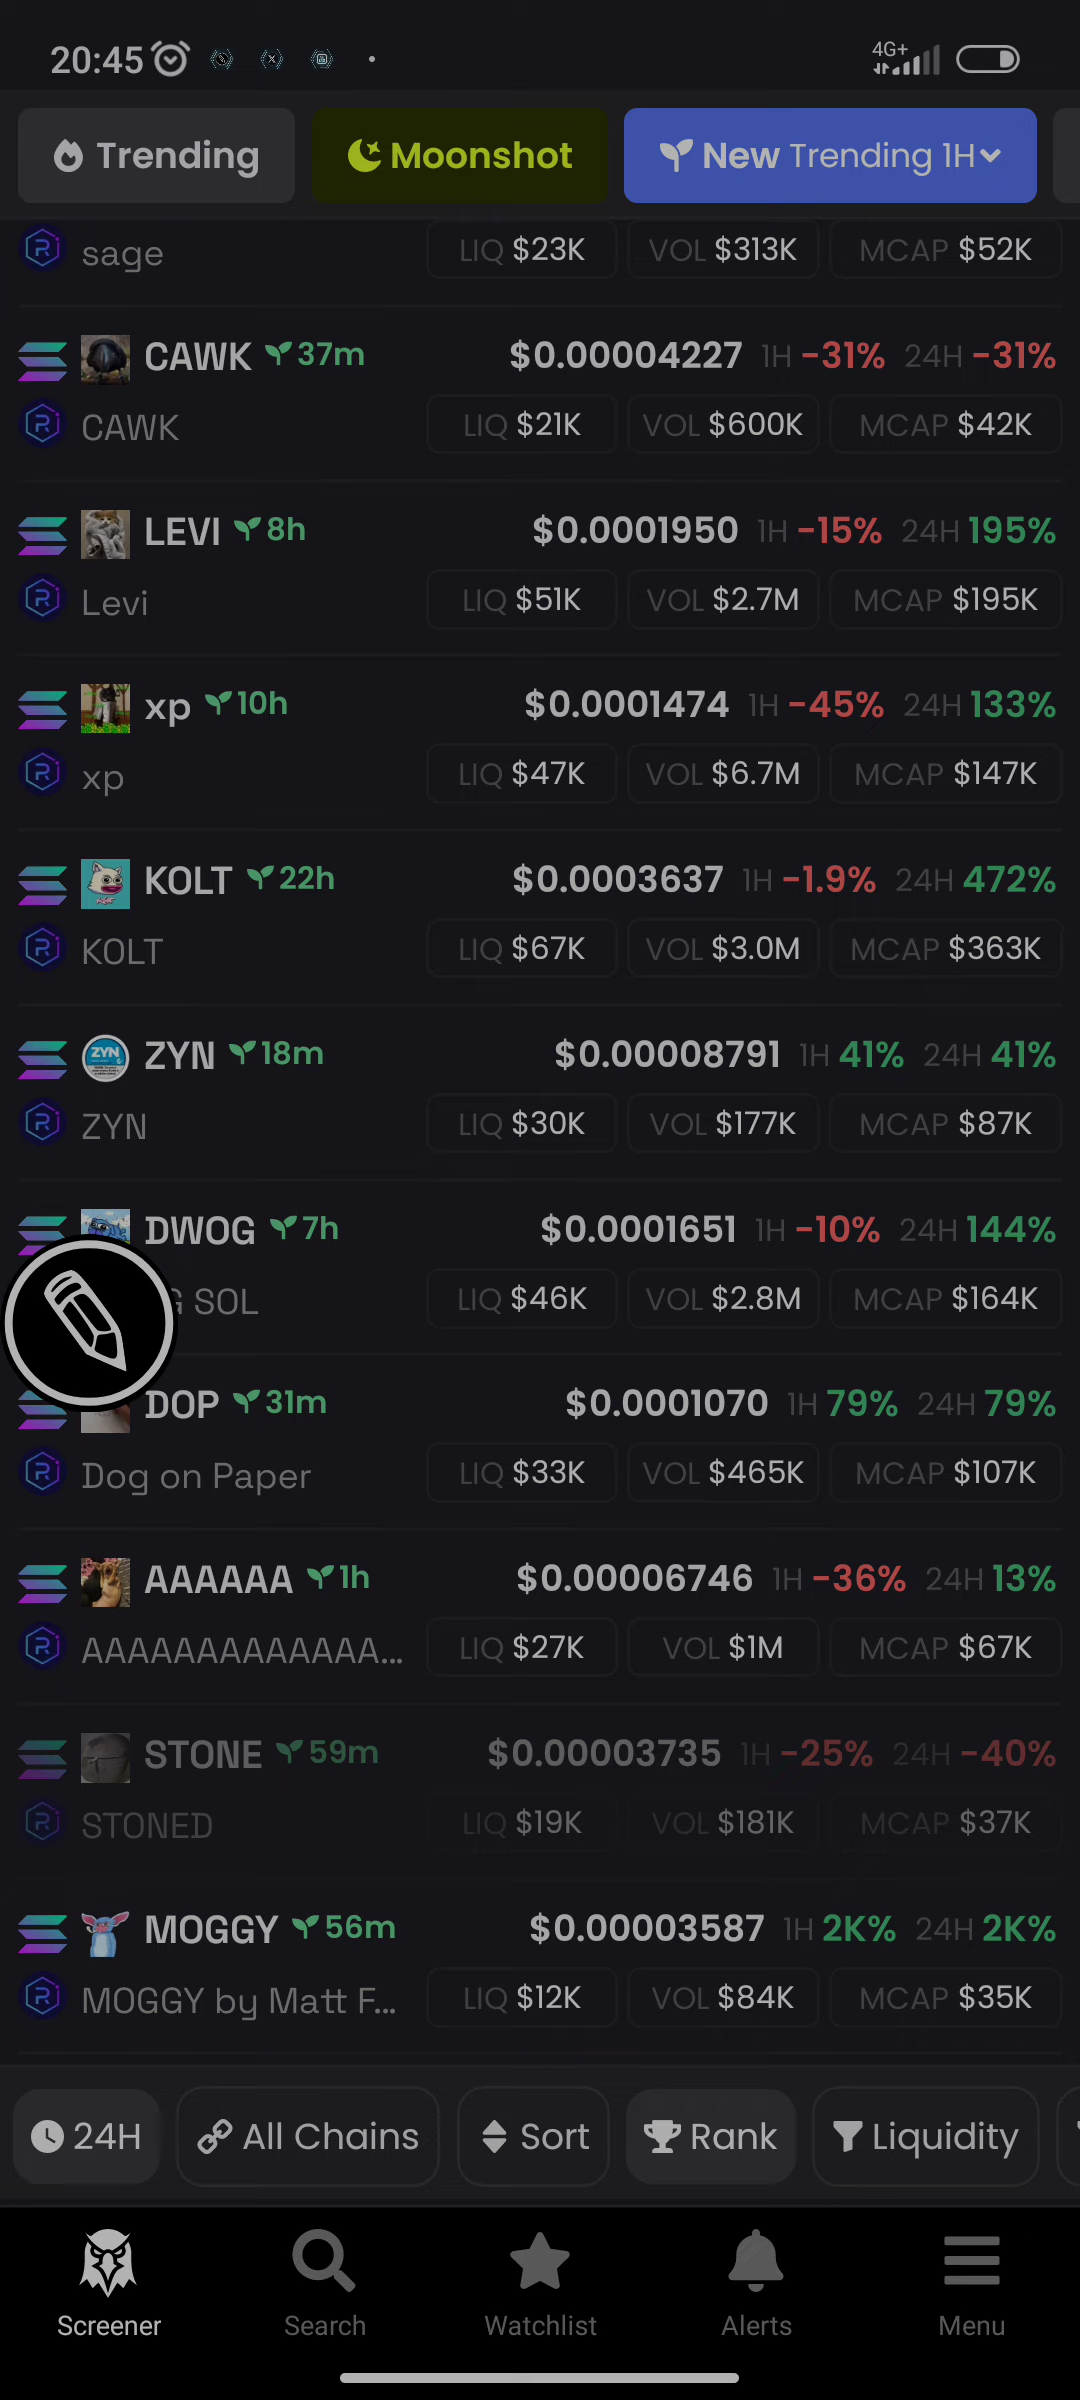 20:45 4G+
Trending Moonshot New Trending 1H
sage LIQ $23K VOL $313K MCAP $52K
CAWK 37m $0.00004227 1H -31% 24H -31%
CAWK LIQ $21K VOL $600K MCAP $42K
LEVI 8h $0.0001950 1H -15% 24H 195%
Levi LIQ $51K VOL $2.7M MCAP $195K
xp 10h $0.0001474 1H -45% 24H 133%
xp LIQ $47K VOL $6.7M MCAP $147K
KOLT 22h $0.0003637 1H -1.9% 24H 472%
KOLT LIQ $67K VOL $3.0M MCAP $363K
ZYN ZYN 18m $0.00008791 1H 41% 24H 41%
ZYN LIQ $30K VOL $177K MCAP $87K
DWOG 7h $0.0001651 1H -10% 24H 144%
SOL LIQ $46K VOL $2.8M MCAP $164K
DOP 31m $0.0001070 1H 79% 24H 79%
Dog on Paper LIQ $33K VOL $465K MCAP $107K
AAAAAA 1h $0.00006746 1H -36% 24H 13%
AAAAAAAAAAAAA... LIQ $27K VOL $1M MCAP $67K
STONE 59m $0.00003735 1H -25% 24H -40%
STONED LIQ $19K VOL $181K MCAP $37K
MOGGY 56m $0.00003587 1H 2K% 24H 2K%
MOGGY by Matt F... LIQ $12K VOL $84K MCAP $35K
24H All Chains Sort Rank Liquidity
Screener Search Watchlist Alerts Menu